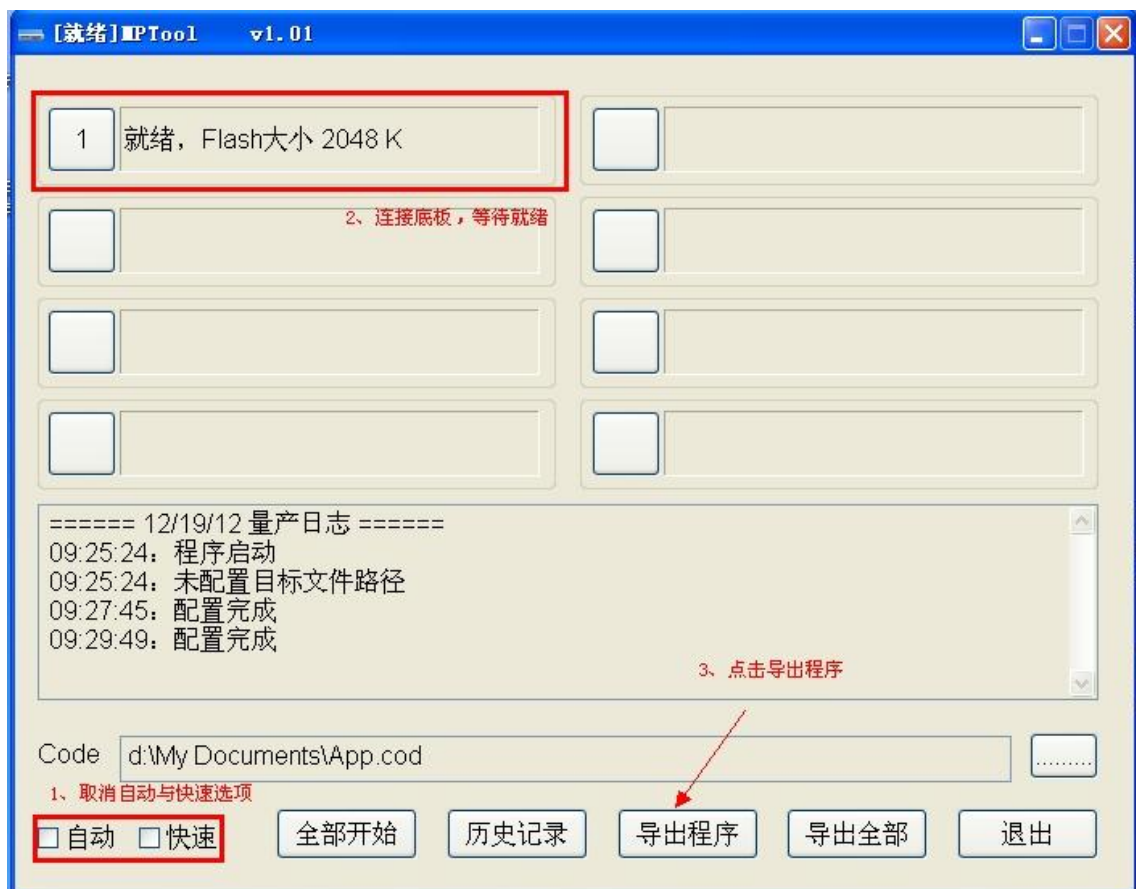 [就绪]MPTool v1.01
1 就绪，Flash大小 2048 K
2、连接底板，等待就绪
====== 12/19/12 量产日志 ======
09:25:24：程序启动
09:25:24：未配置目标文件路径
09:27:45：配置完成
09:29:49：配置完成
3、点击导出程序
Code d:\My Documents\App.cod .........
1、取消自动与快速选项
自动 快速 全部开始 历史记录 导出程序 导出全部 退出